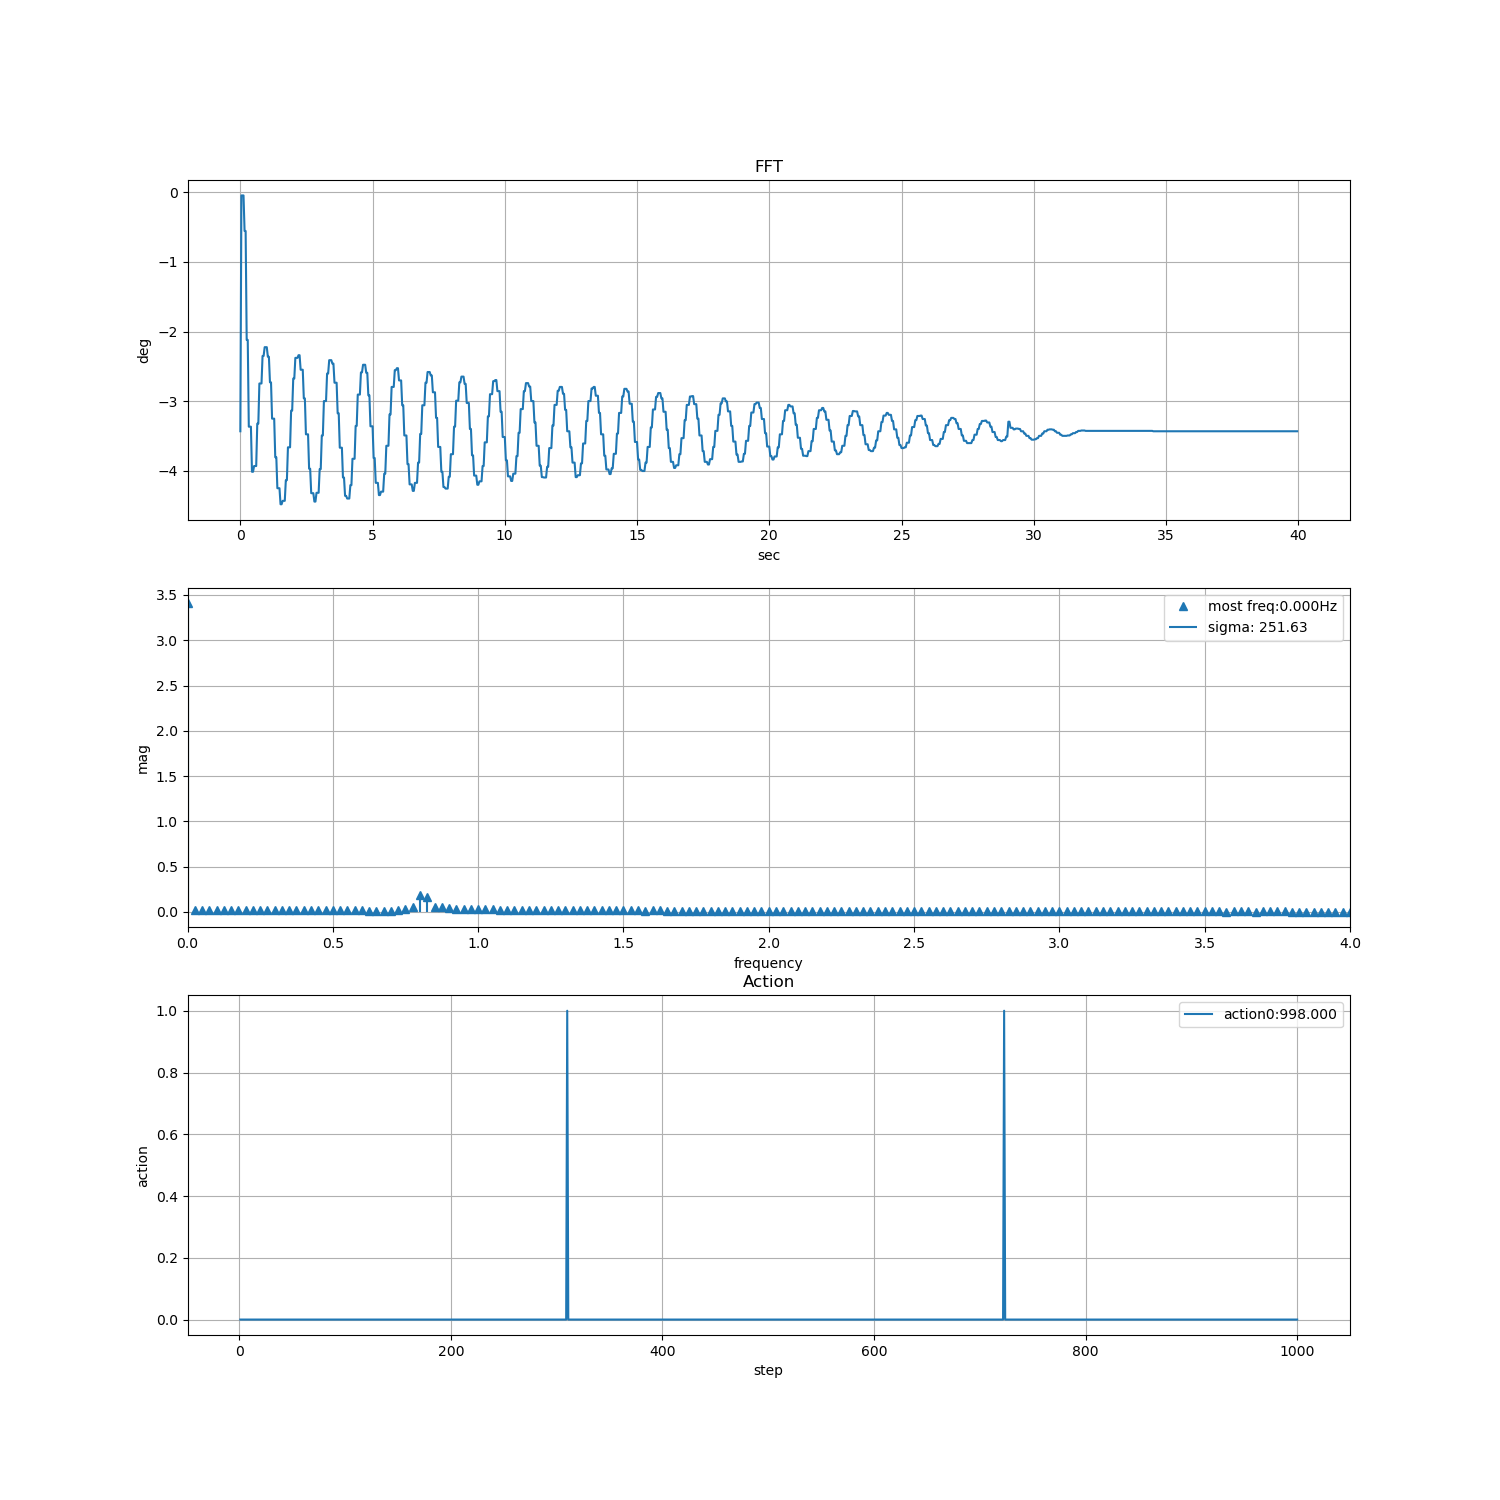 FFT
0
−1
−2
−3
−4
deg
0 5 10 15 20 25 30 35 40
sec
3.5
3.0
2.5
2.0
1.5
1.0
0.5
0.0
mag
most freq:0.000Hz
sigma: 251.63
0.0 0.5 1.0 1.5 2.0 2.5 3.0 3.5 4.0
frequency
Action
1.0
0.8
0.6
0.4
0.2
0.0
action
action0:998.000
0 200 400 600 800 1000
step